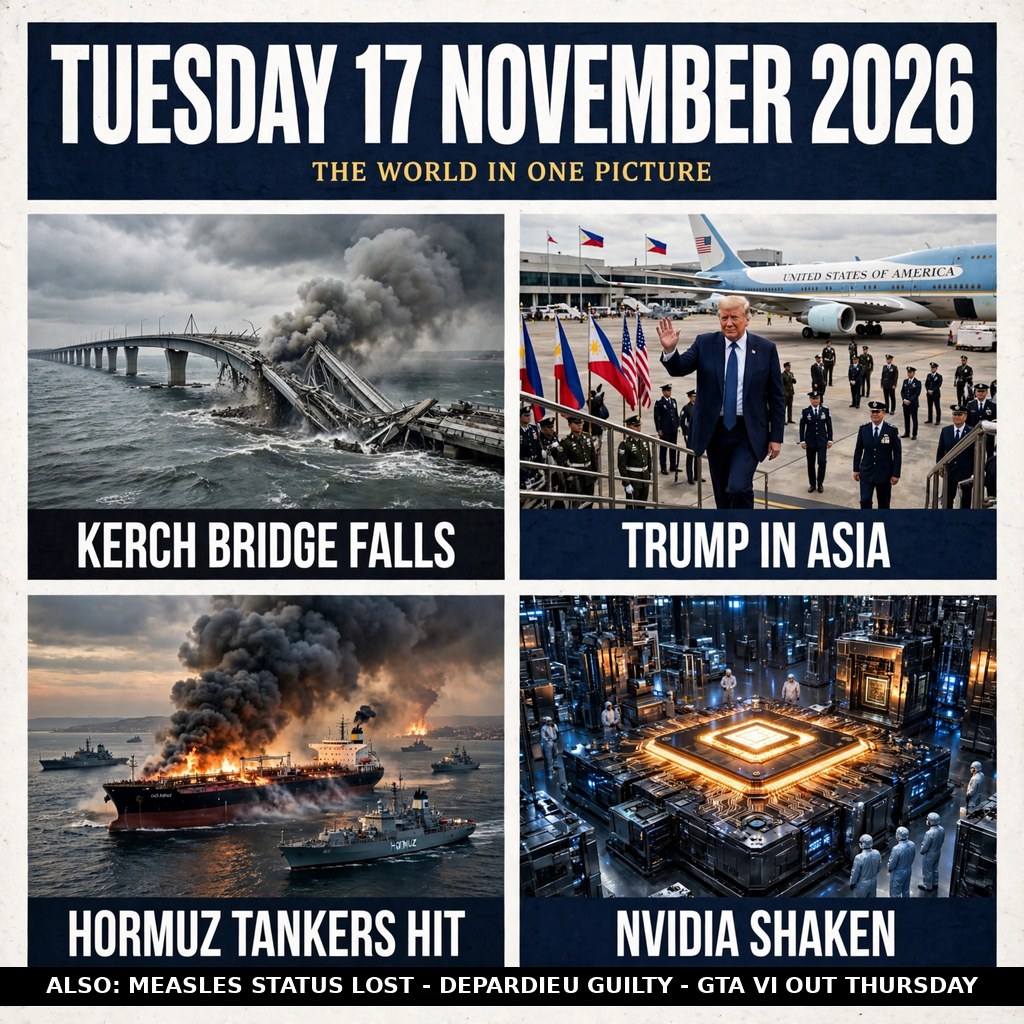 TUESDAY 17 NOVEMBER 2026
THE WORLD IN ONE PICTURE
UNITED STATES OF AMERICA
KERCH BRIDGE FALLS
TRUMP IN ASIA
HORMUZ
HORMUZ TANKERS HIT
NVIDIA SHAKEN
ALSO: MEASLES STATUS LOST - DEPARDIEU GUILTY - GTA VI OUT THURSDAY